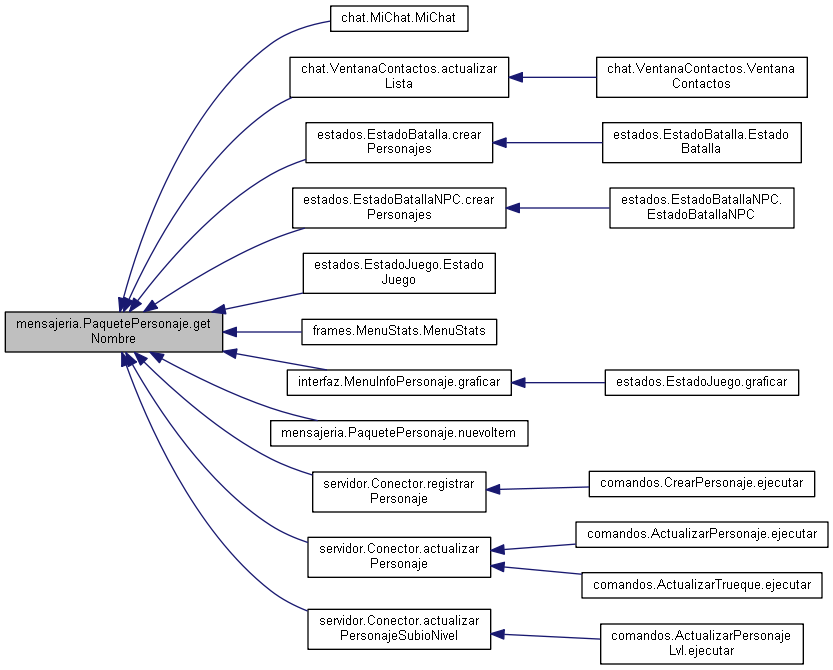 chat.MiChat.MiChat
chat.VentanaContactos.actualizar
Lista
chat.VentanaContactos.Ventana
Contactos
estados.EstadoBatalla.crear
Personajes
estados.EstadoBatalla.Estado
Batalla
estados.EstadoBatallaNPC.crear
Personajes
estados.EstadoBatallaNPC.
EstadoBatallaNPC
estados.EstadoJuego.Estado
Juego
mensajeria.PaquetePersonaje.get
Nombre
frames.MenuStats.MenuStats
interfaz.MenuInfoPersonaje.graficar
estados.EstadoJuego.graficar
mensajeria.PaquetePersonaje.nuevoItem
servidor.Conector.registrar
Personaje
comandos.CrearPersonaje.ejecutar
servidor.Conector.actualizar
Personaje
comandos.ActualizarPersonaje.ejecutar
comandos.ActualizarTrueque.ejecutar
servidor.Conector.actualizar
PersonajeSubioNivel
comandos.ActualizarPersonaje
Lvl.ejecutar